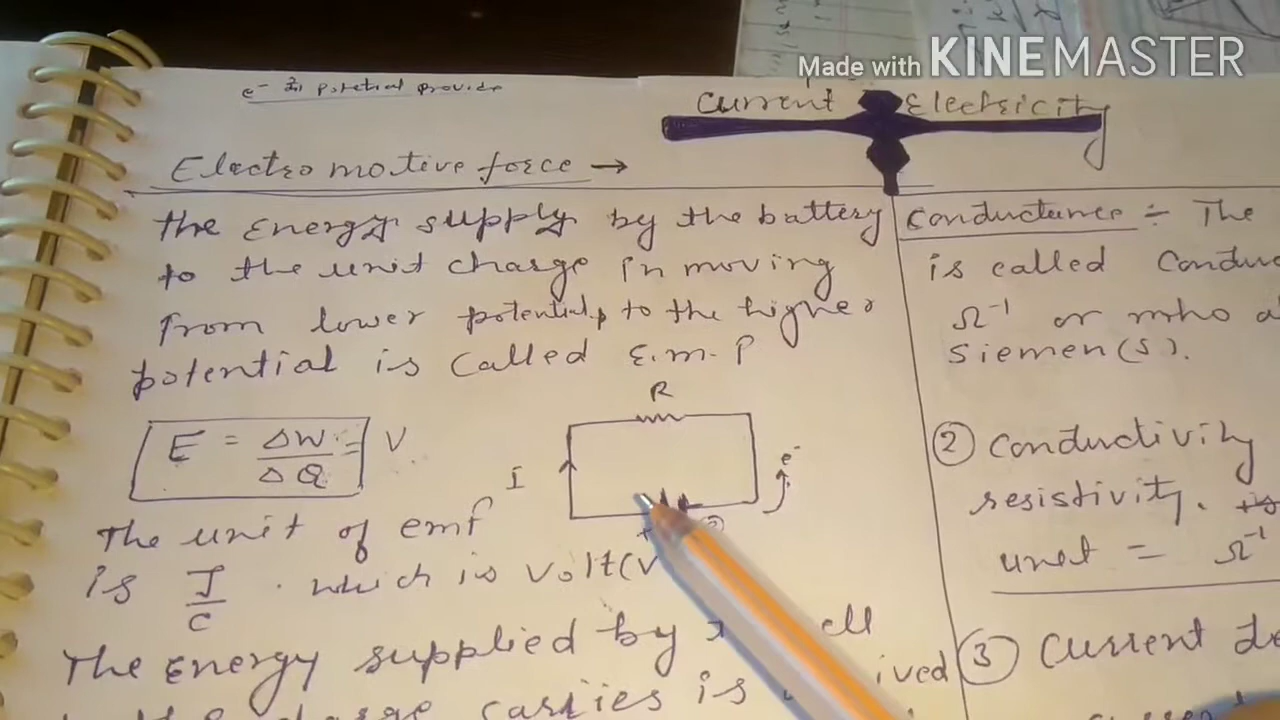 Made with KINEMASTER
e⁻
Current Electricity
Electromotive force →
the Energy supply by the battery
to the unit charge in moving
from lower potential to the higher
potential is called E.m.f
E = ΔW/ΔQ = V
R
I
e⁻
+
The unit of emf
is J/C . which is Volt(V
The Energy supplied by
carries is
Conductance ÷ The
is called
Ω⁻¹ or mho
Siemen(S).
② Conductivity
resistivity.
unit = Ω⁻¹
③ Current